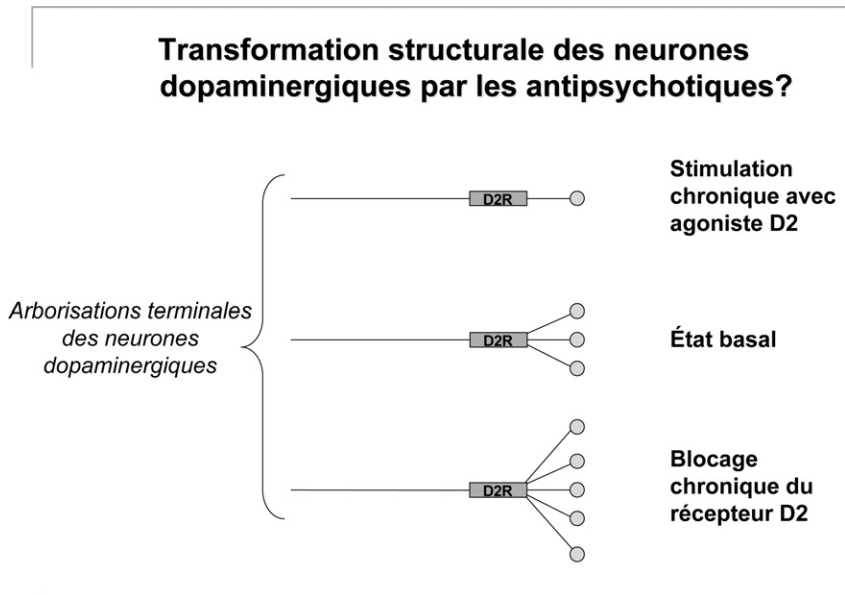 Transformation structurale des neurones
dopaminergiques par les antipsychotiques?
D2R
Stimulation
chronique avec
agoniste D2
Arborisations terminales
des neurones
dopaminergiques
D2R
État basal
D2R
Blocage
chronique du
récepteur D2